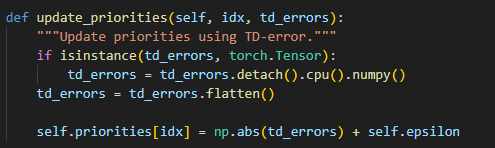 def update_priorities(self, idx, td_errors):
    """Update priorities using TD-error."""
    if isinstance(td_errors, torch.Tensor):
        td_errors = td_errors.detach().cpu().numpy()
    td_errors = td_errors.flatten()

    self.priorities[idx] = np.abs(td_errors) + self.epsilon